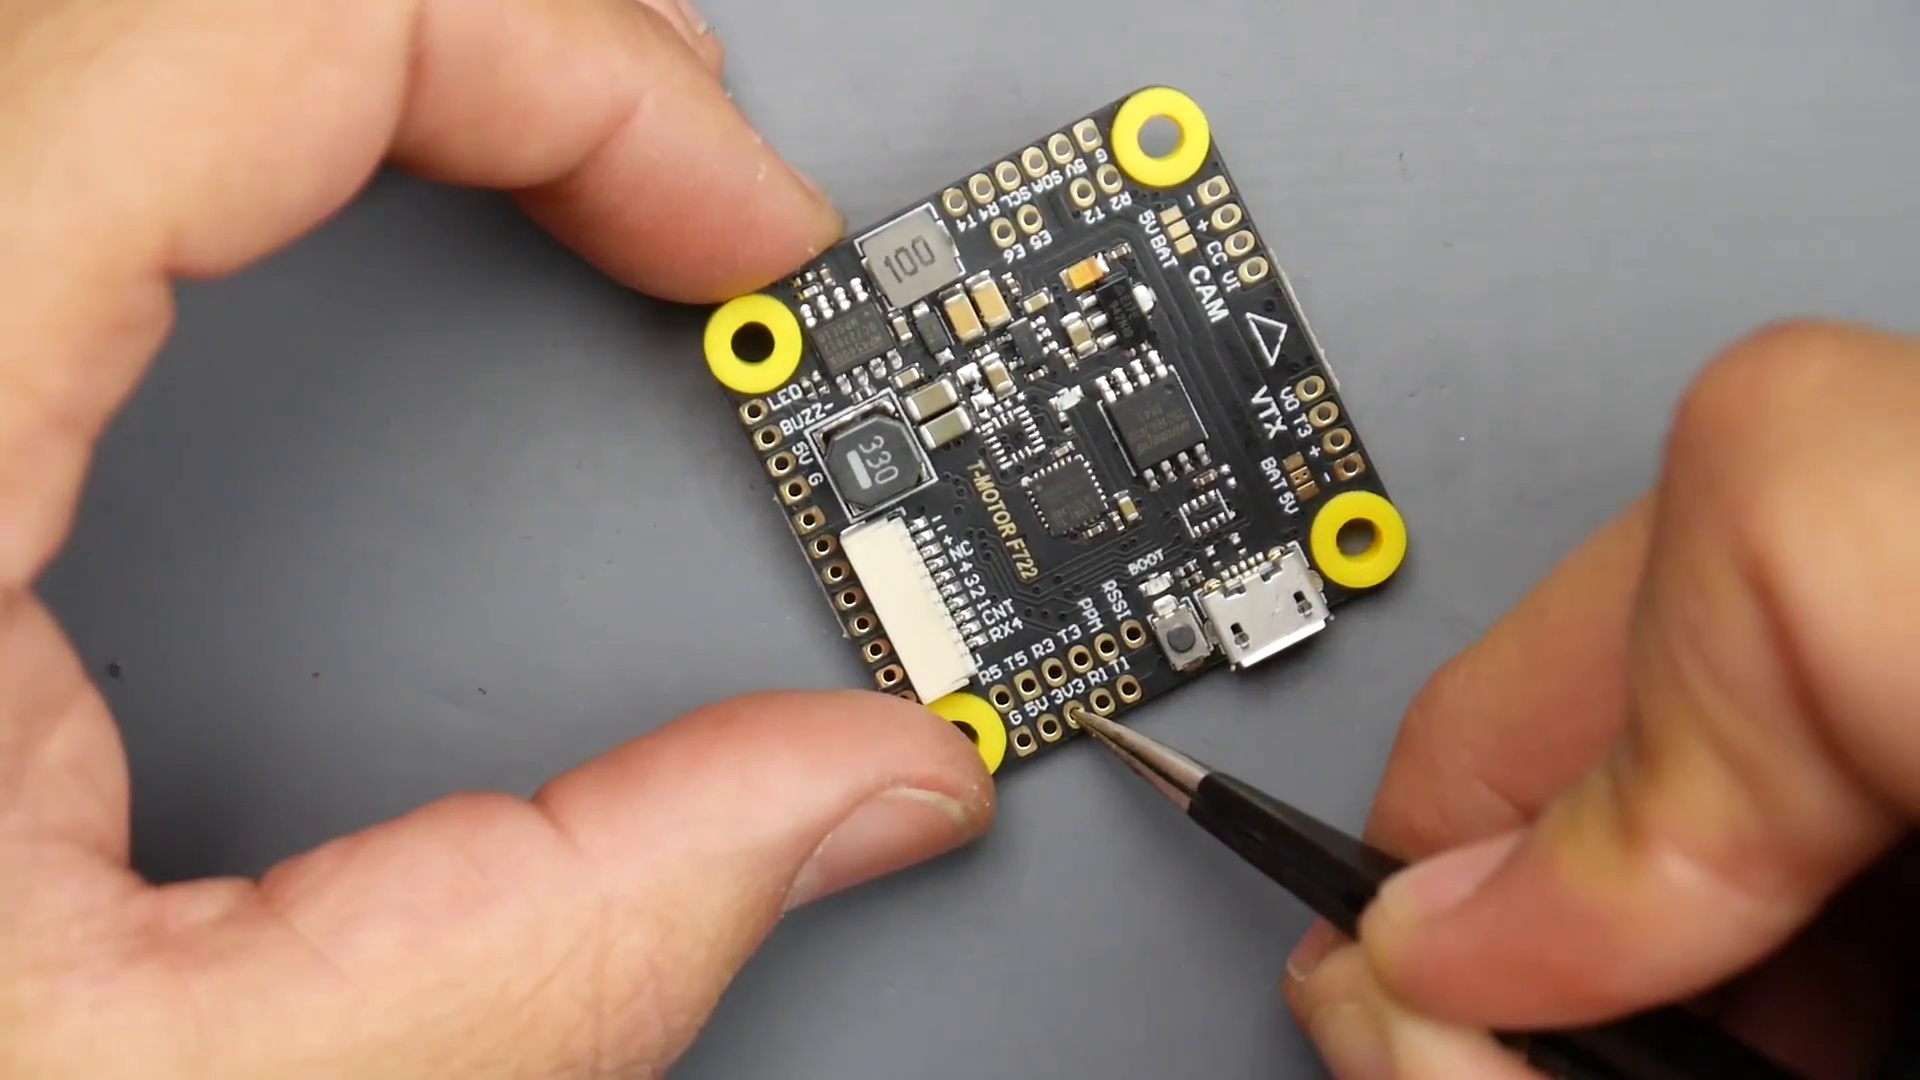 G
5V
SDA
SCL
R4
T4
R2
T2
E5
E6
100
-
+
CC
VI
5V BAT
CAM
LED
BUZZ-
5V
G
330
T-MOTOR F722
VO
T3
+
-
VTX
BAT 5V
+
NC
4
3
2
1
CNT
RX4
BOOT
RSSI
PPM
T3
R3
T5
R5
G 5V 3V3 R1 T1